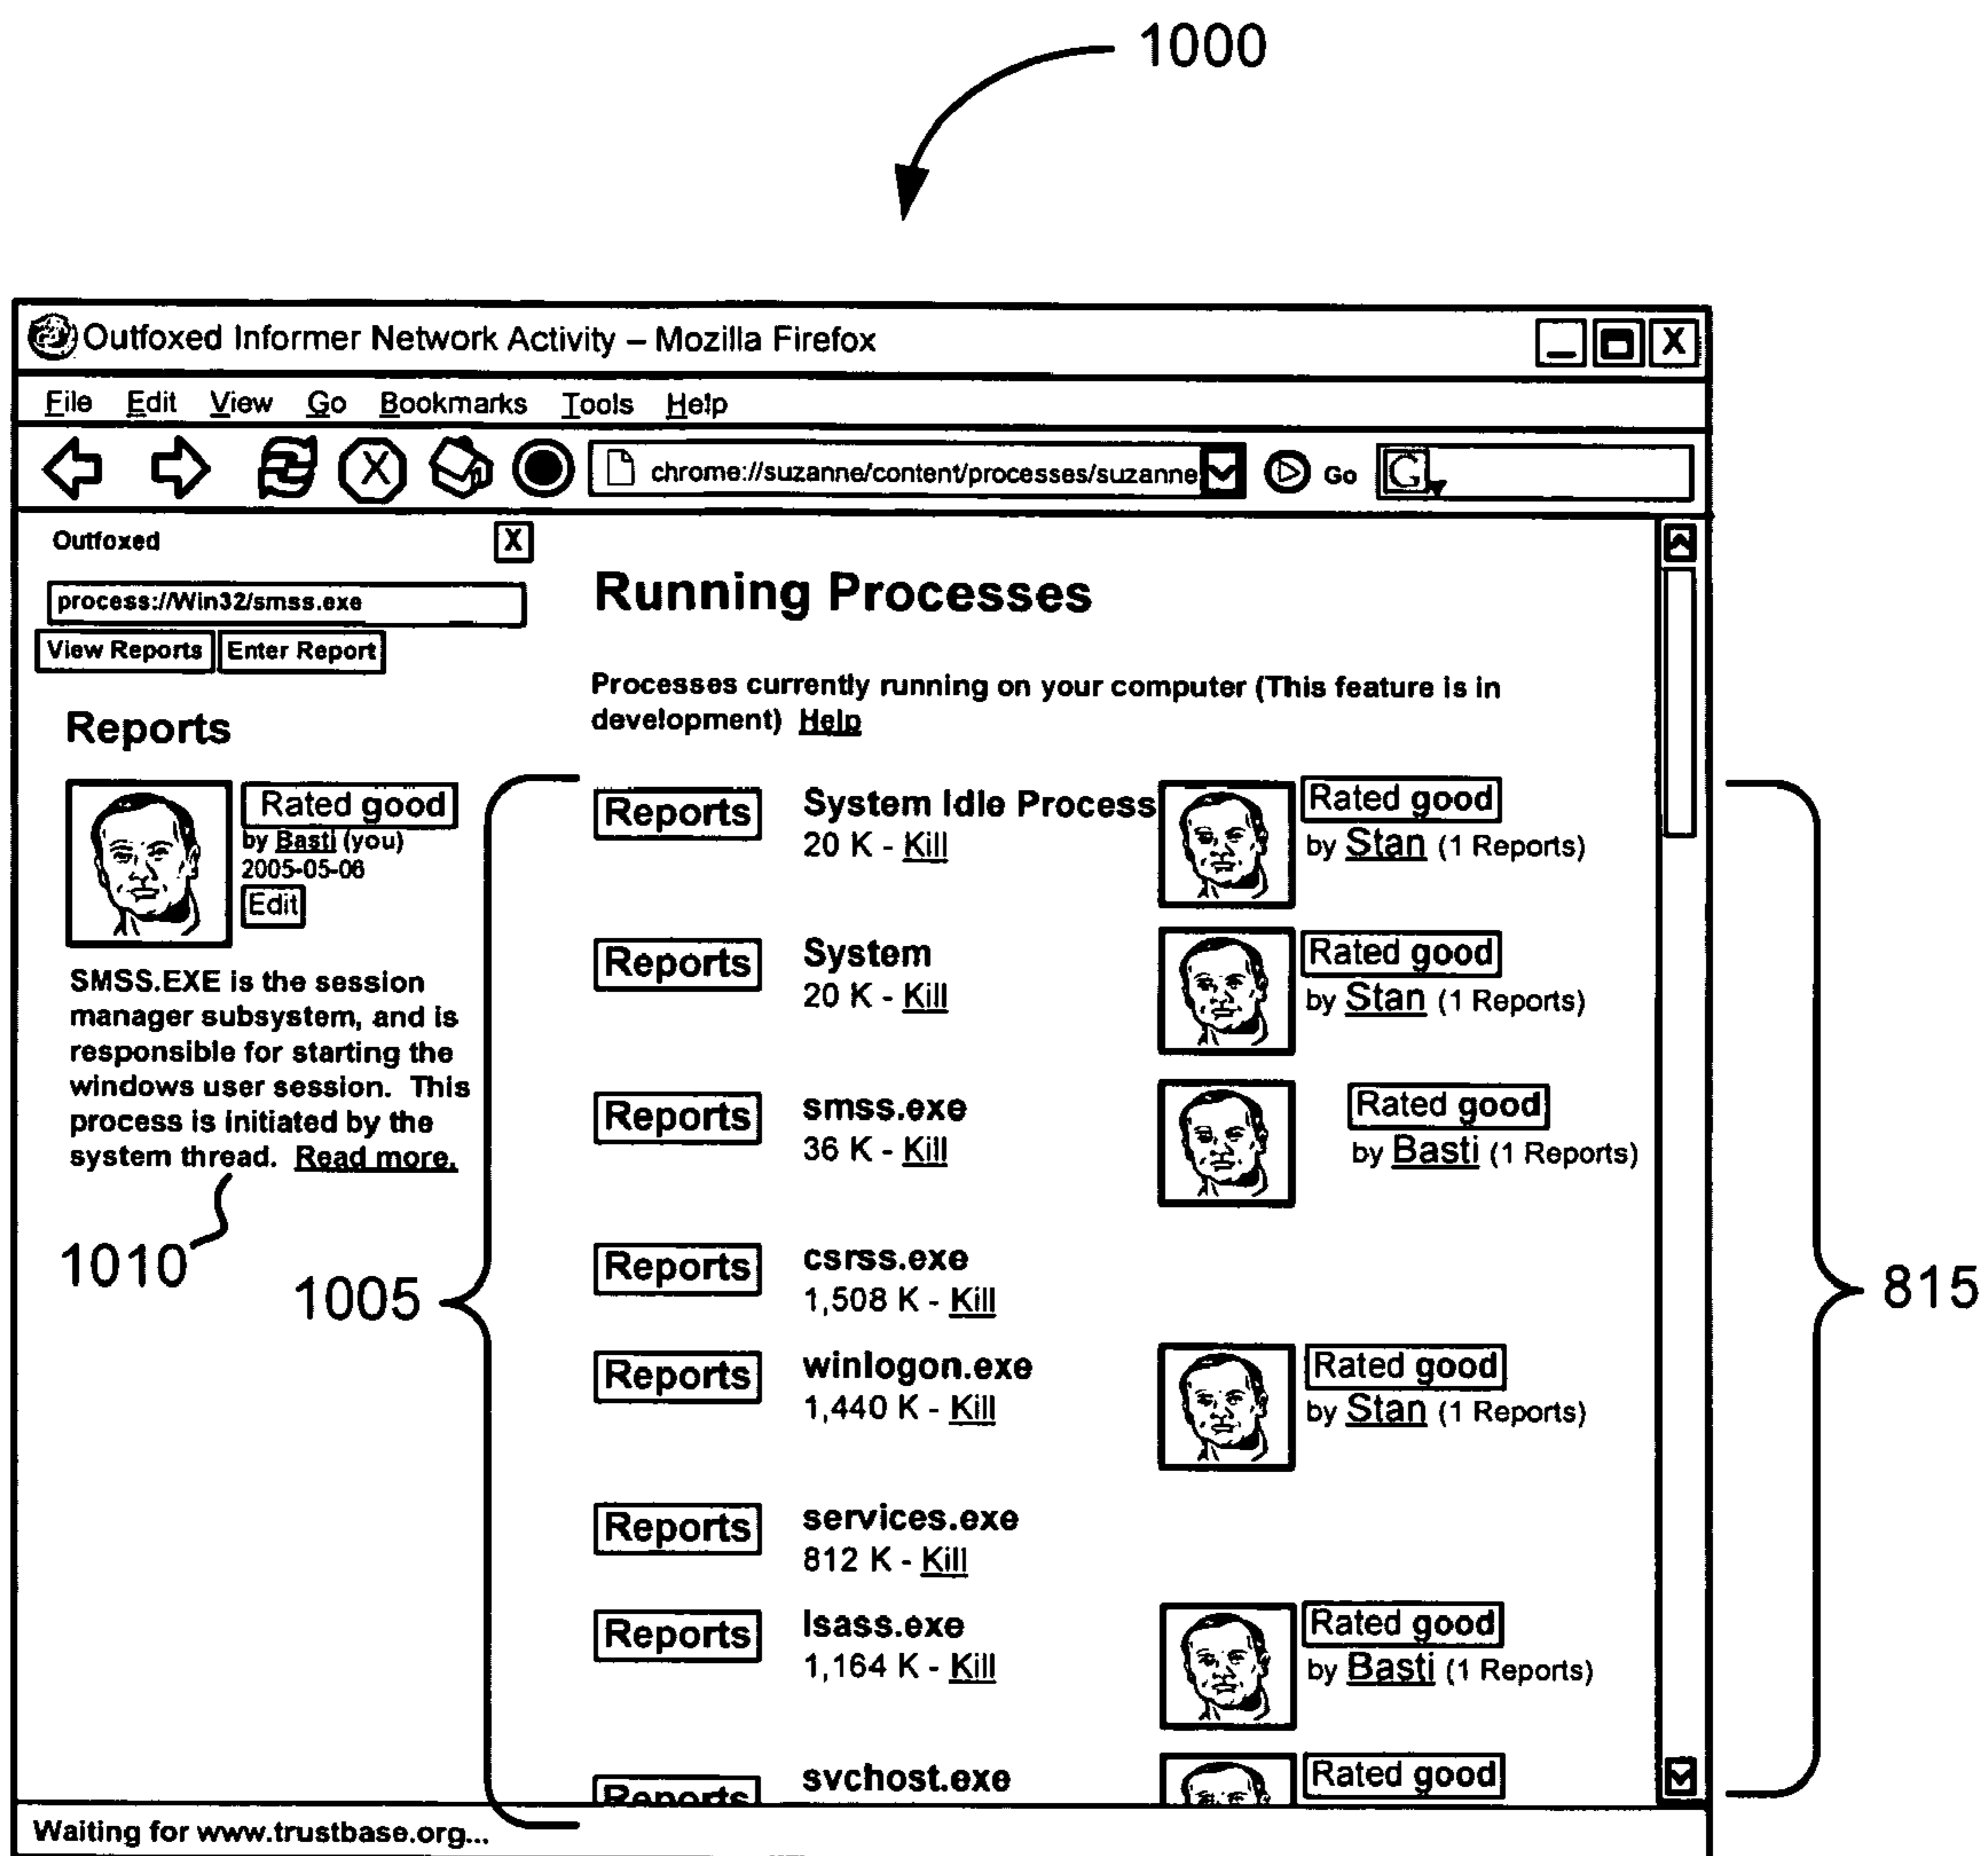 1000
Outfoxed Informer Network Activity – Mozilla Firefox
X
File Edit View Go Bookmarks Tools Help
X
chrome://suzanne/content/processes/suzanne
Go
G
Outfoxed
X
process://Win32/smss.exe
View Reports
Enter Report
Reports
Rated good
by Basti (you)
2005-05-06
Edit
SMSS.EXE is the session
manager subsystem, and is
responsible for starting the
windows user session. This
process is initiated by the
system thread. Read more.
1010
1005
Running Processes
Processes currently running on your computer (This feature is in
development) Help
Reports
System Idle Process
20 K - Kill
Rated good
by Stan (1 Reports)
Reports
System
20 K - Kill
Rated good
by Stan (1 Reports)
Reports
smss.exe
36 K - Kill
Rated good
by Basti (1 Reports)
Reports
csrss.exe
1,508 K - Kill
Reports
winlogon.exe
1,440 K - Kill
Rated good
by Stan (1 Reports)
Reports
services.exe
812 K - Kill
Reports
lsass.exe
1,164 K - Kill
Rated good
by Basti (1 Reports)
Reports
svchost.exe
Rated good
815
Waiting for www.trustbase.org...